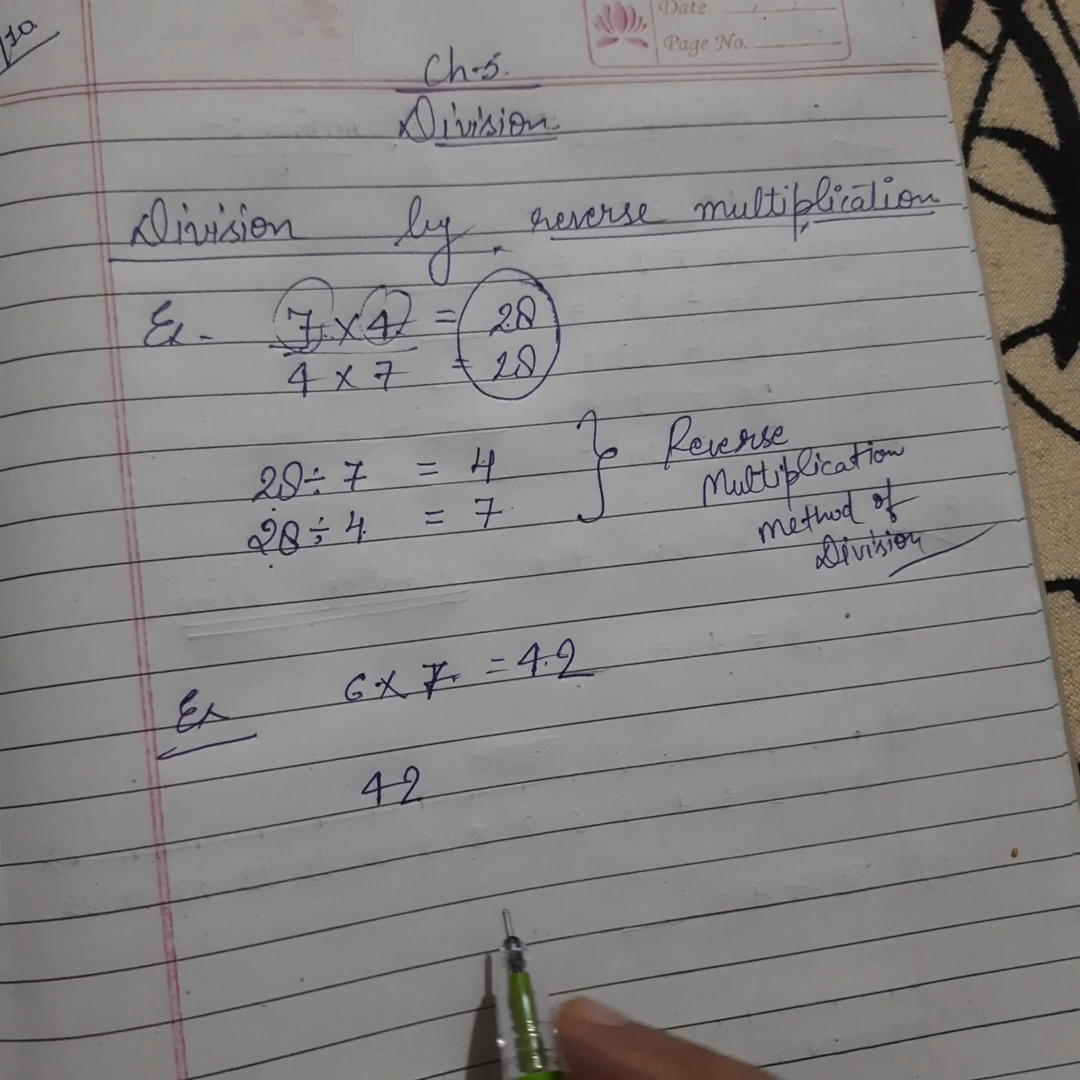 /10
Date
Page No.
Ch-5.
Division
Division by reverse multiplication
Ex- 7 x 4 = 28
4 x 7 = 28
28 ÷ 7 = 4
28 ÷ 4 = 7
Reverse
Multiplication
method of
Division
Ex 6 x 7 = 42
42